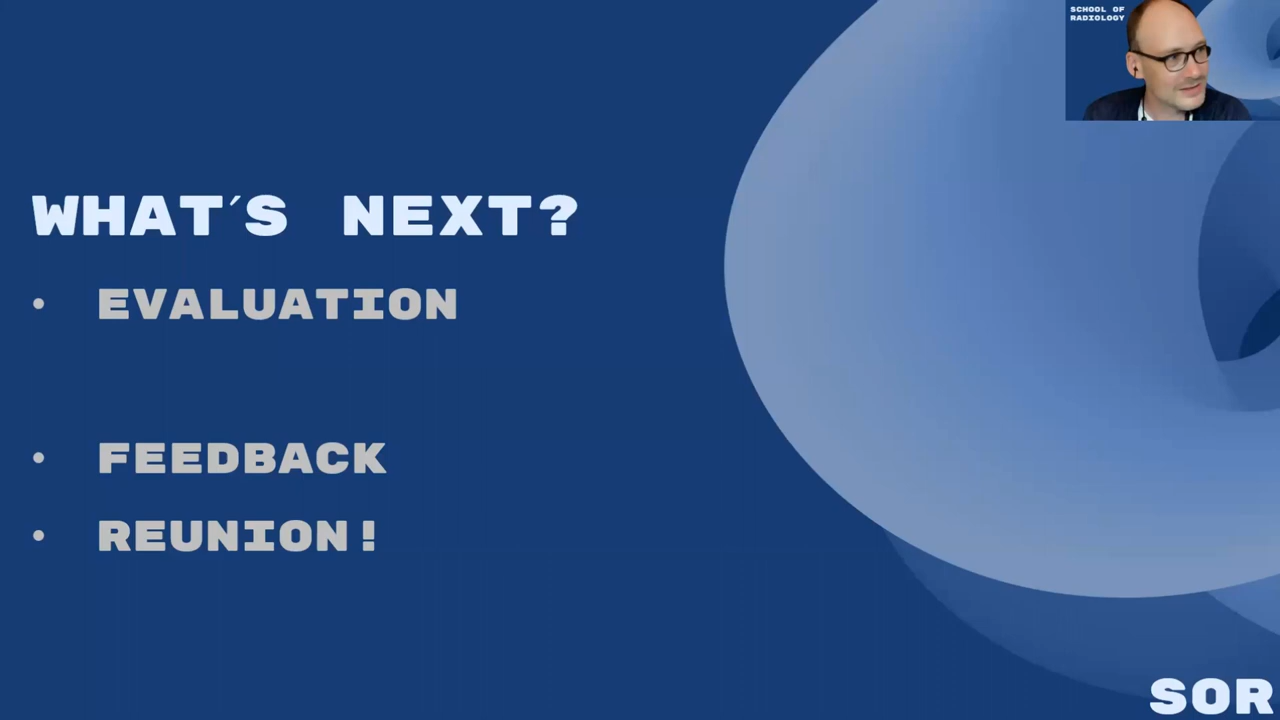 SCHOOL OF
RADIOLOGY
WHAT´S NEXT?
• EVALUATION
• FEEDBACK
• REUNION!
SOR